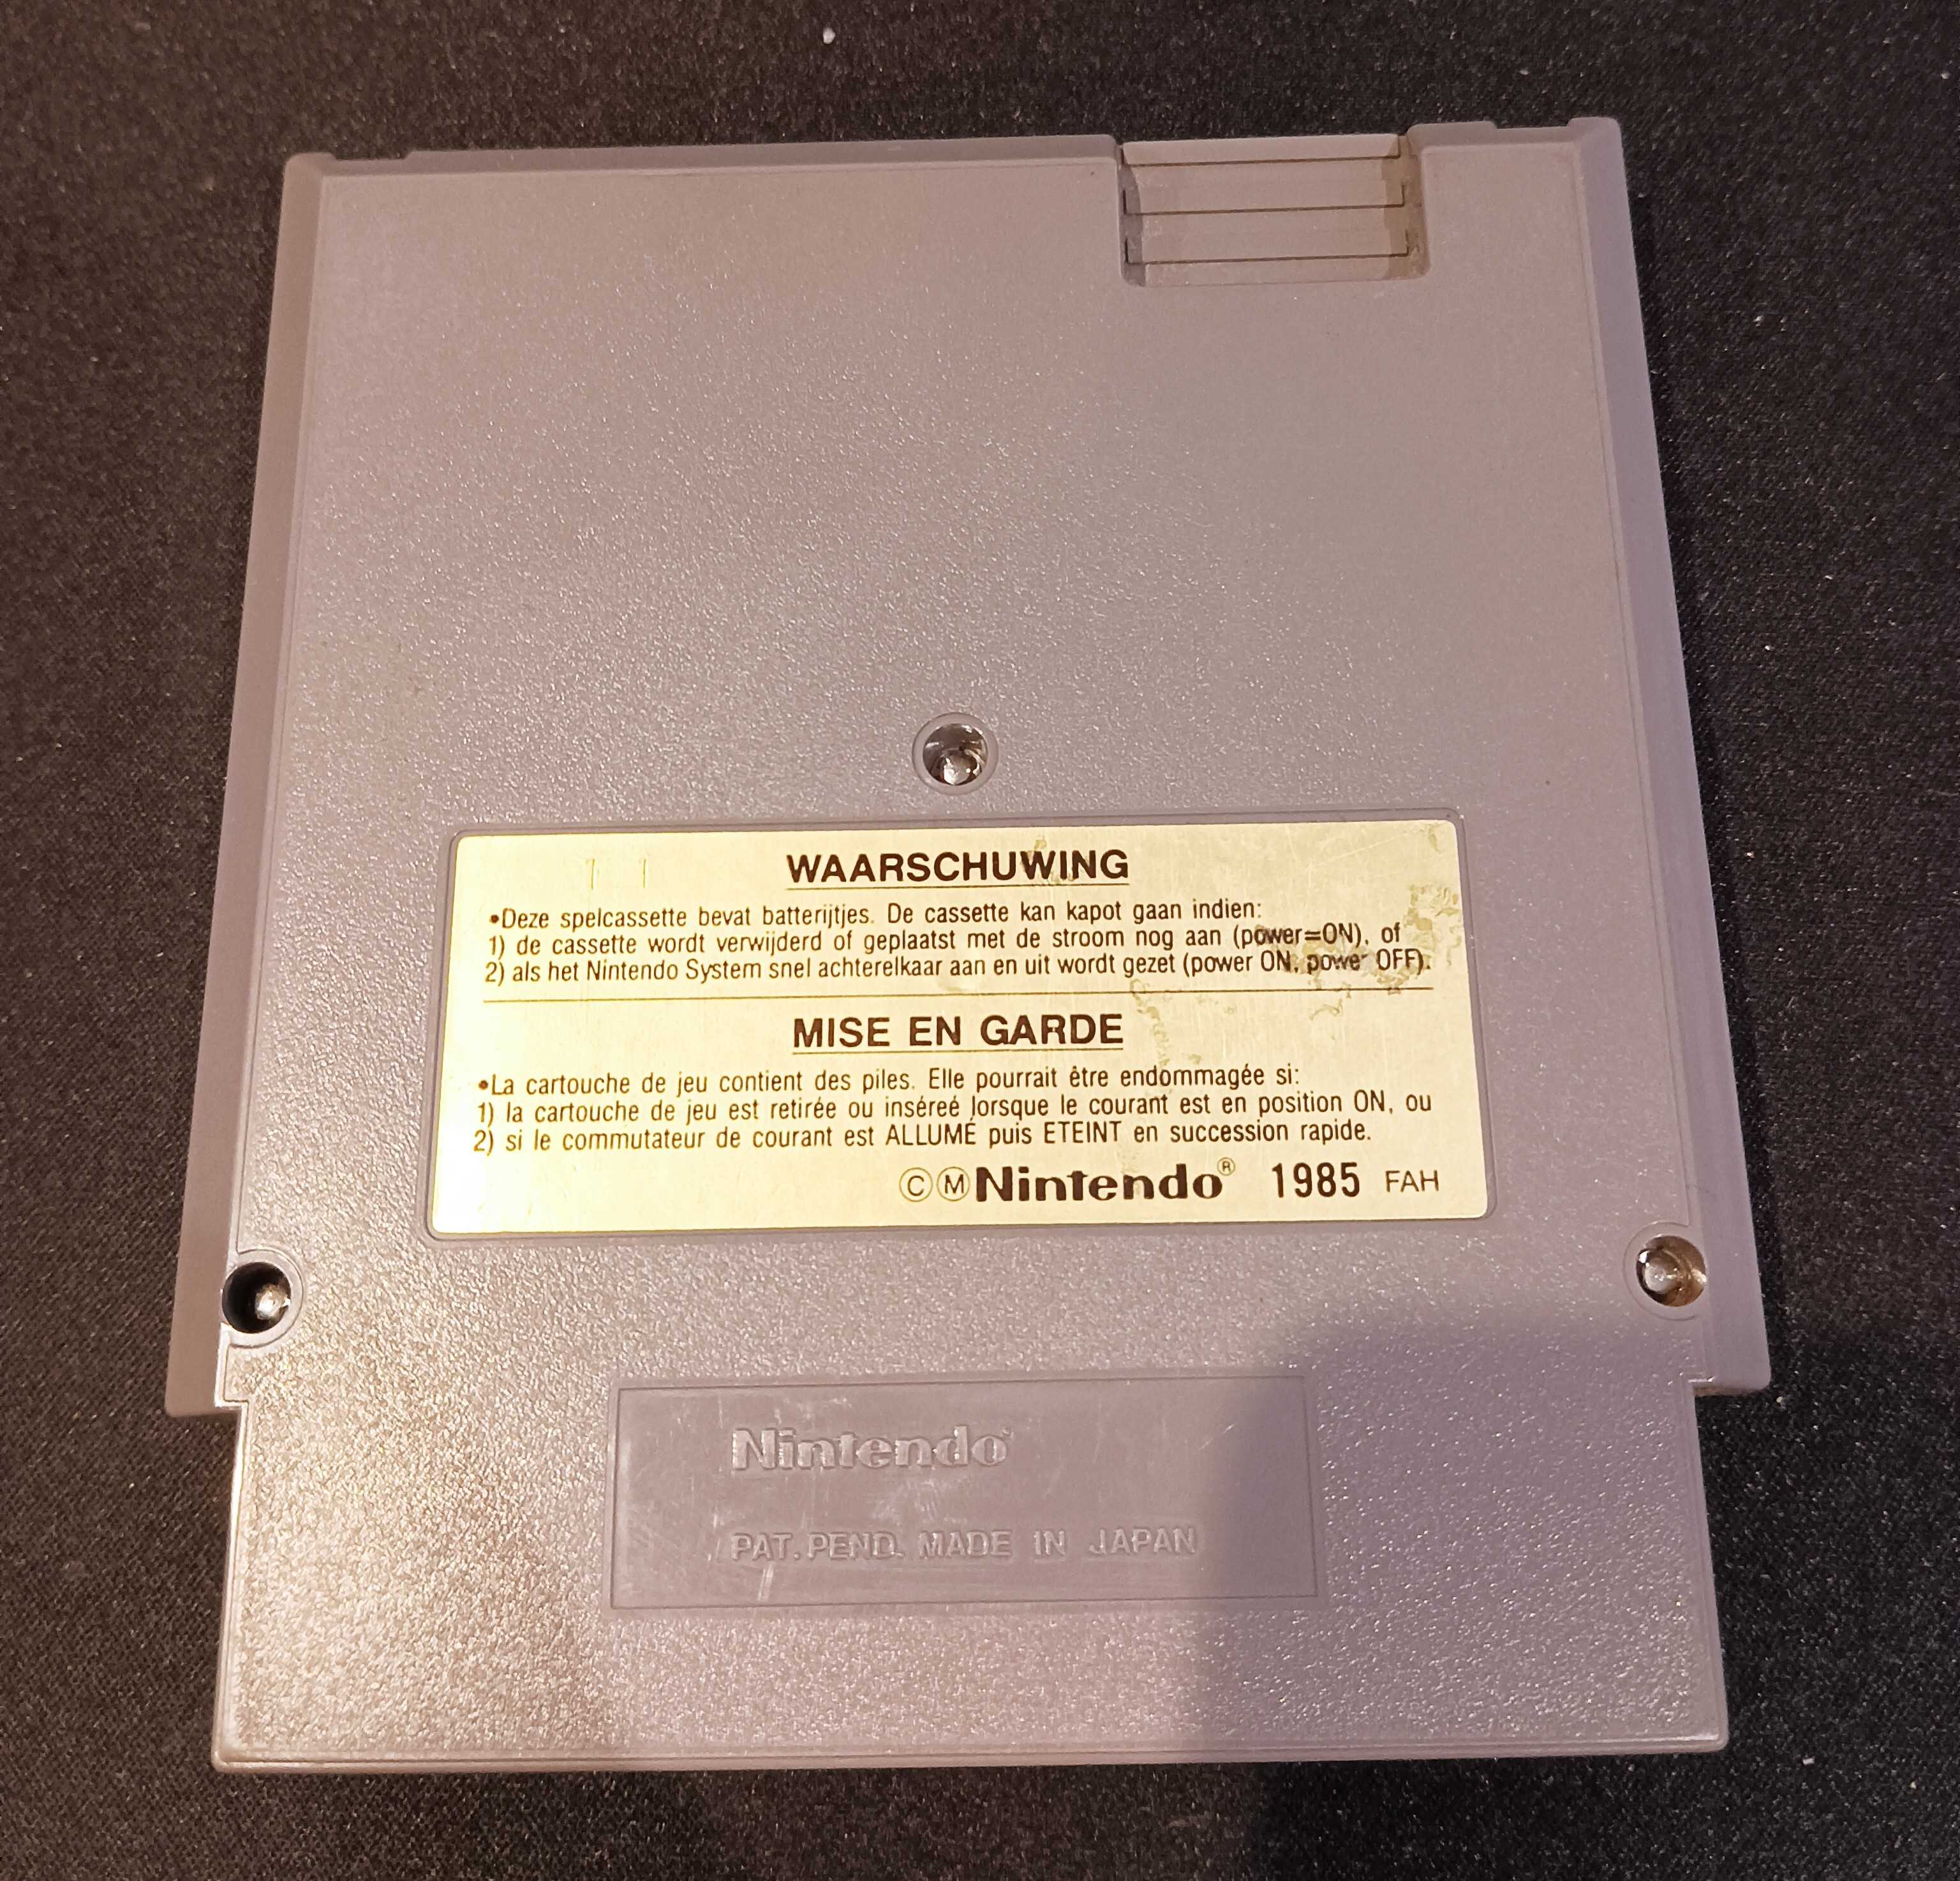 WAARSCHUWING
•Deze spelcassette bevat batterijtjes. De cassette kan kapot gaan indien:
1) de cassette wordt verwijderd of geplaatst met de stroom nog aan (power=ON), of
2) als het Nintendo System snel achterelkaar aan en uit wordt gezet (power ON, power OFF).
MISE EN GARDE
•La cartouche de jeu contient des piles. Elle pourrait être endommagée si:
1) la cartouche de jeu est retirée ou insereé lorsque le courant est en position ON, ou
2) si le commutateur de courant est ALLUMÉ puis ETEINT en succession rapide.
ⒸⓂNintendo® 1985 FAH
Nintendo
PAT. PEND. MADE IN JAPAN